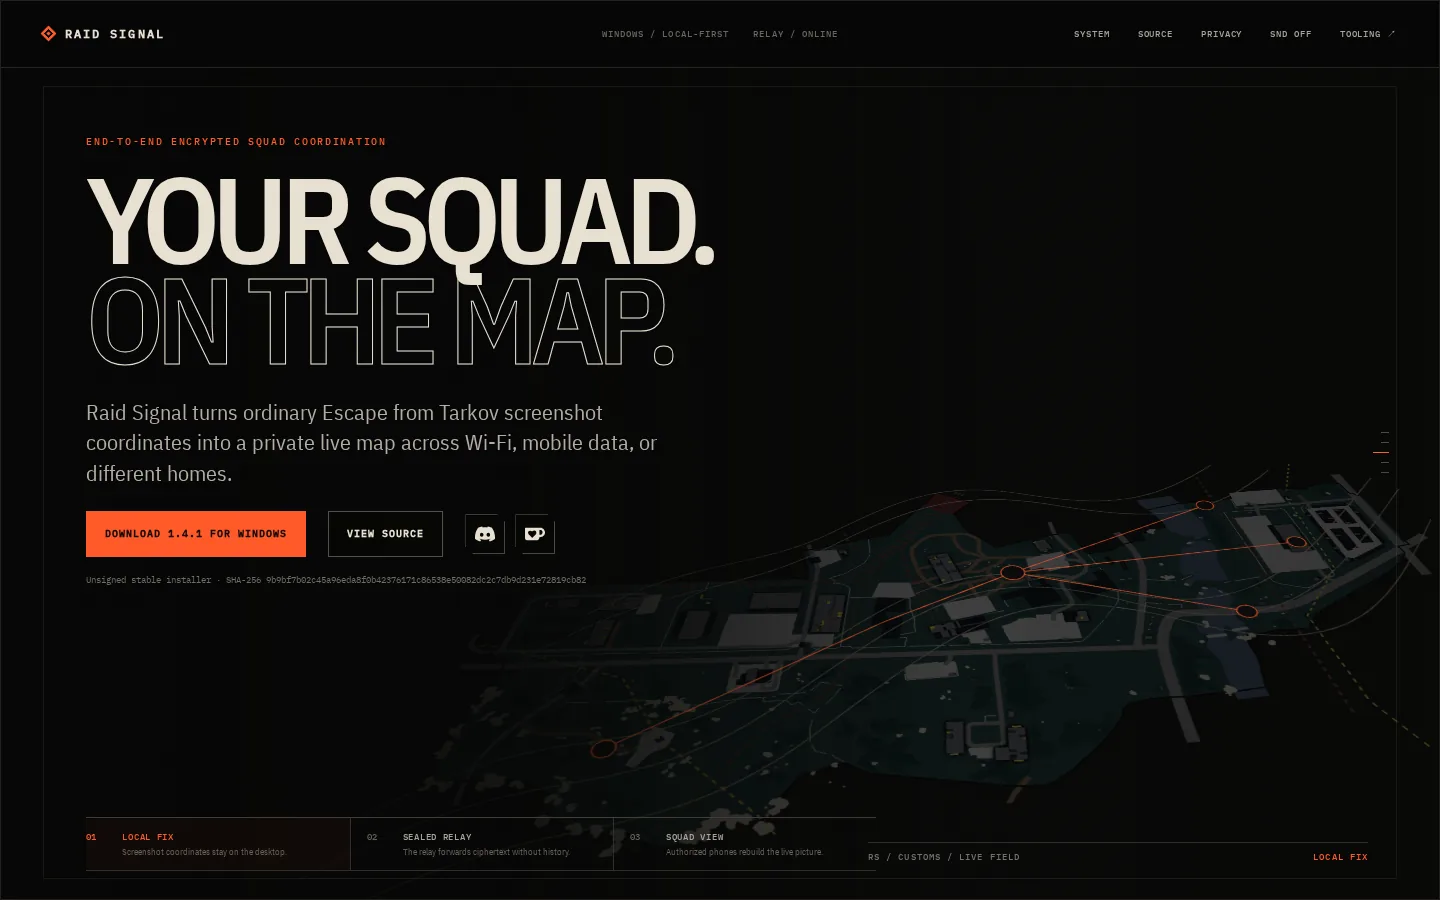 RAID SIGNAL
WINDOWS / LOCAL-FIRST RELAY / ONLINE
SYSTEM SOURCE PRIVACY SND OFF TOOLING ↗
END-TO-END ENCRYPTED SQUAD COORDINATION
YOUR SQUAD.
ON THE MAP.
Raid Signal turns ordinary Escape from Tarkov screenshot
coordinates into a private live map across Wi-Fi, mobile data, or
different homes.
DOWNLOAD 1.4.1 FOR WINDOWS
VIEW SOURCE
Unsigned stable installer · SHA-256 9b9bf7b02c45a96eda8f0b42376171c86538e50082dc2c7db9d231e72819cb82
01 LOCAL FIX
Screenshot coordinates stay on the desktop.
02 SEALED RELAY
The relay forwards ciphertext without history.
03 SQUAD VIEW
Authorized phones rebuild the live picture.
RS / CUSTOMS / LIVE FIELD
LOCAL FIX